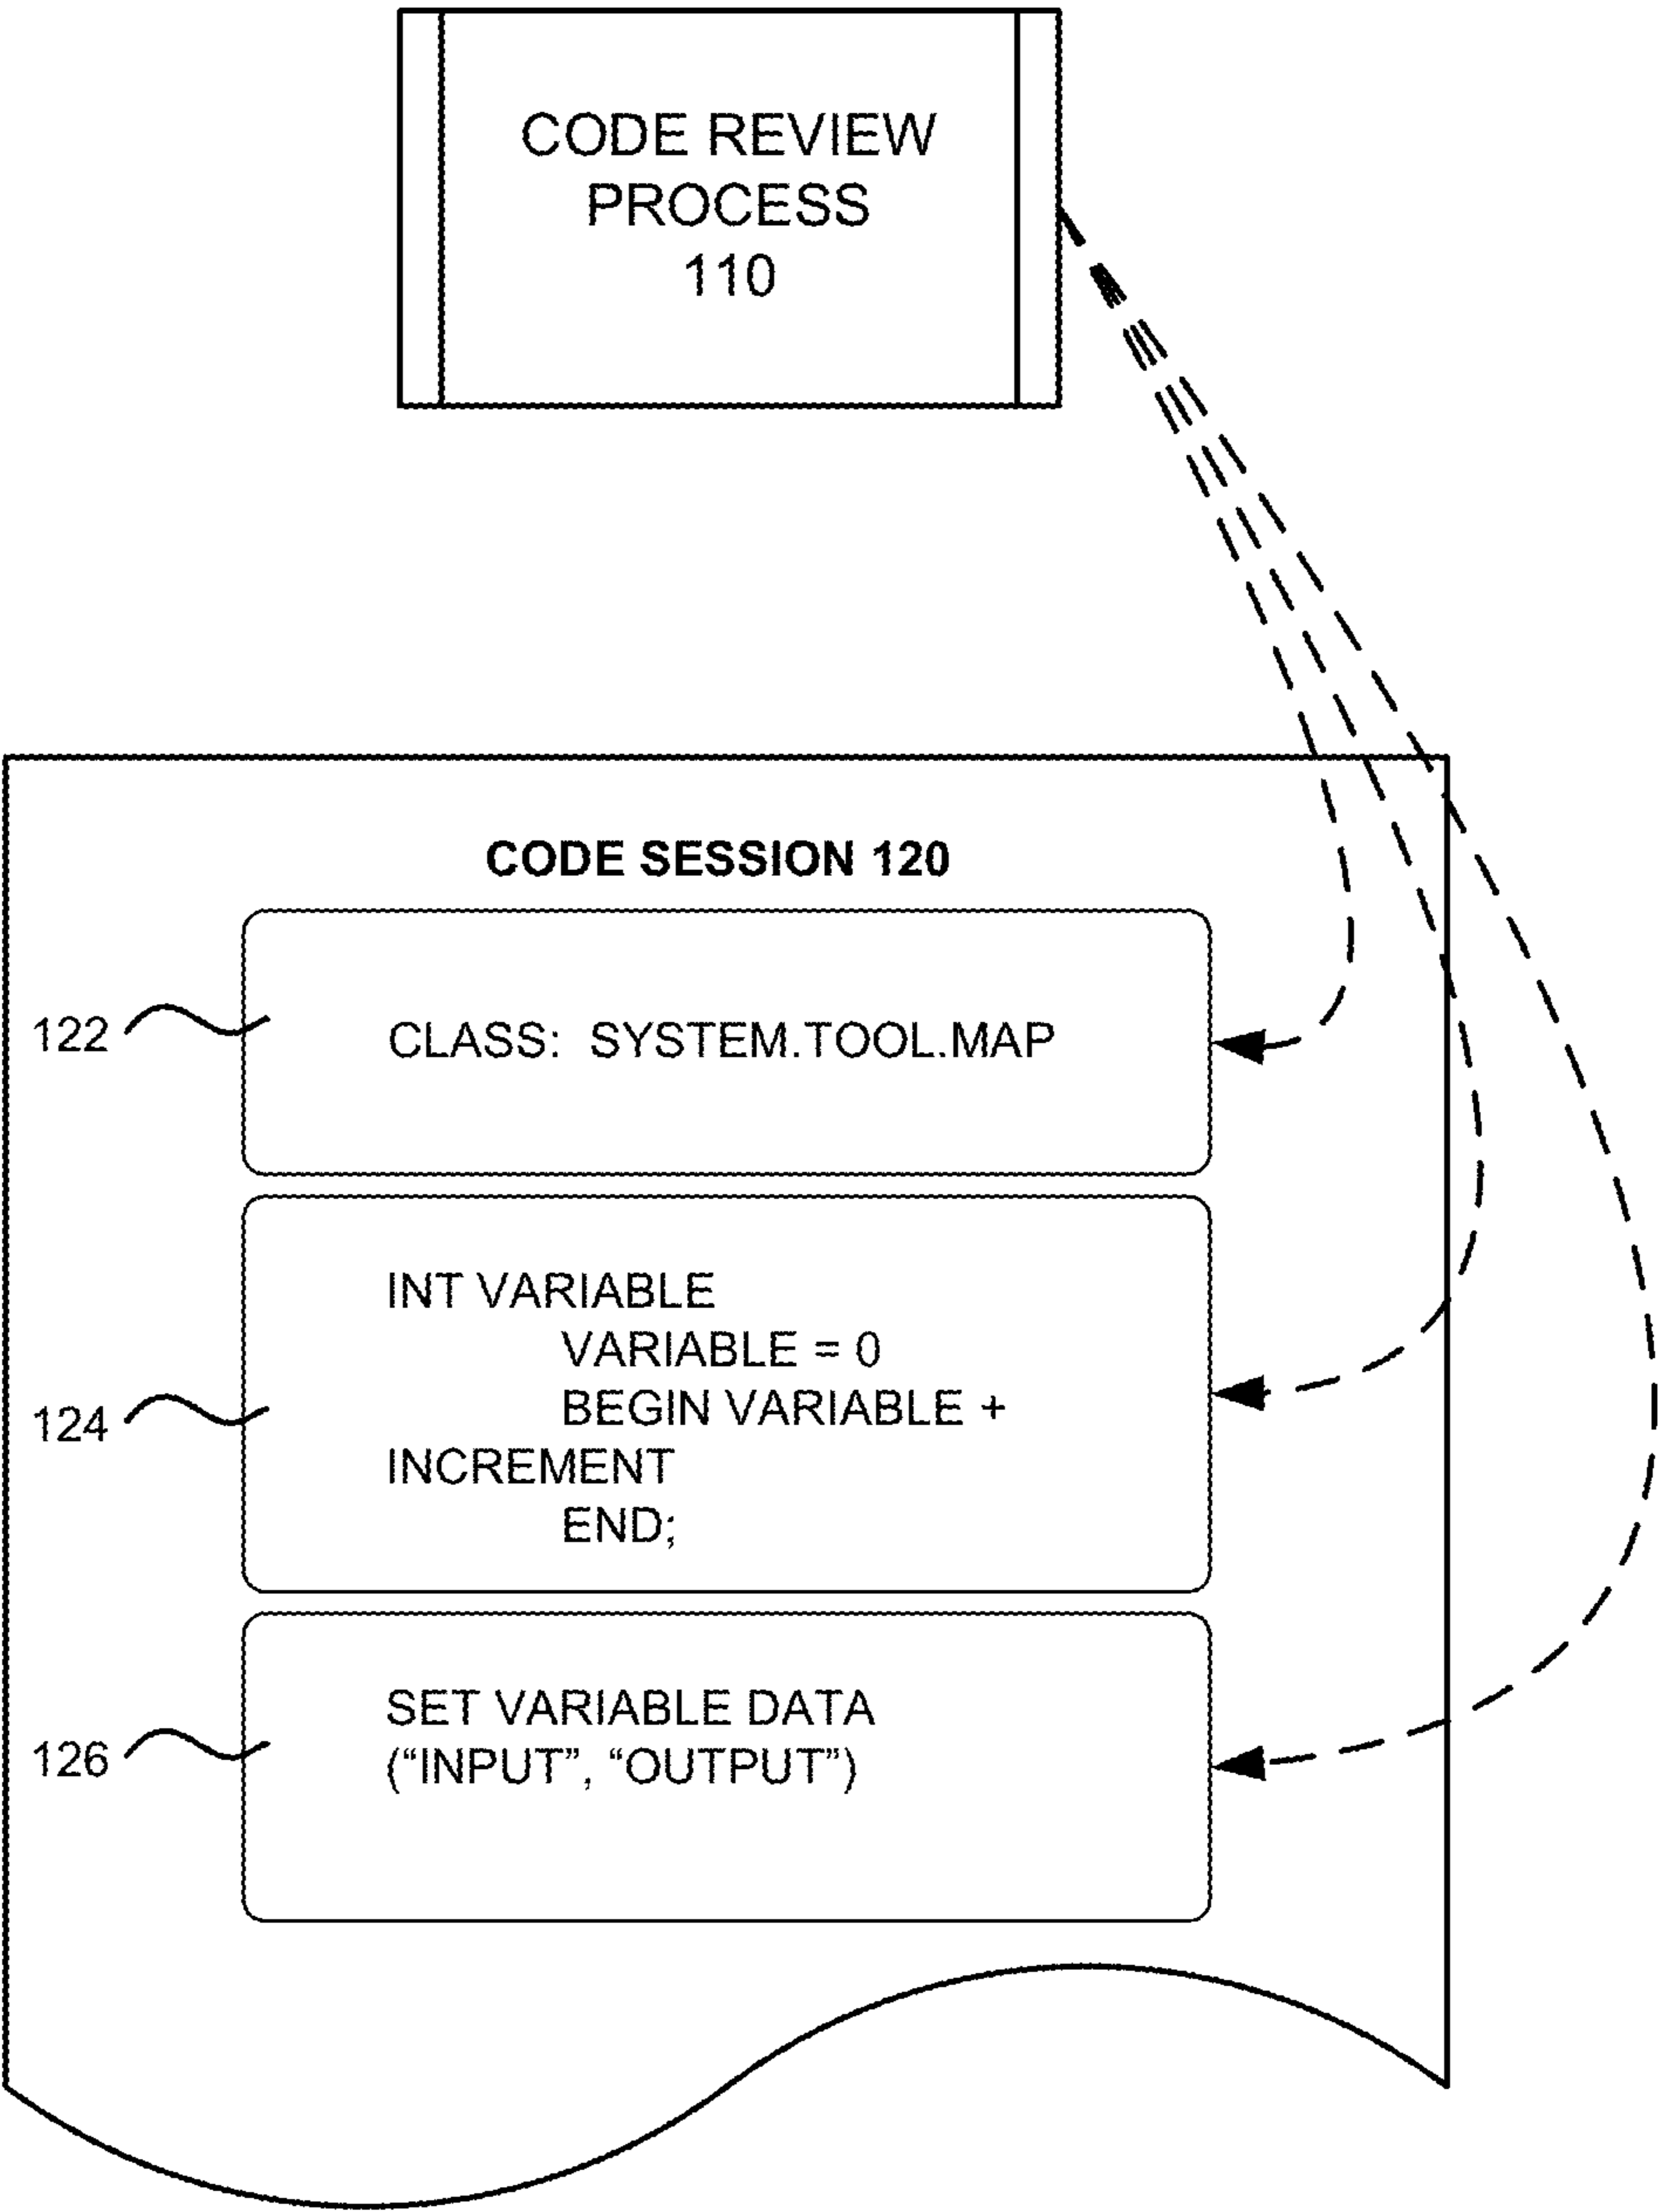 CODE REVIEW
PROCESS
110
CODE SESSION 120
122
CLASS: SYSTEM.TOOL.MAP
INT VARIABLE
VARIABLE = 0
124
BEGIN VARIABLE +
INCREMENT
END;
SET VARIABLE DATA
126
(“INPUT”, “OUTPUT”)